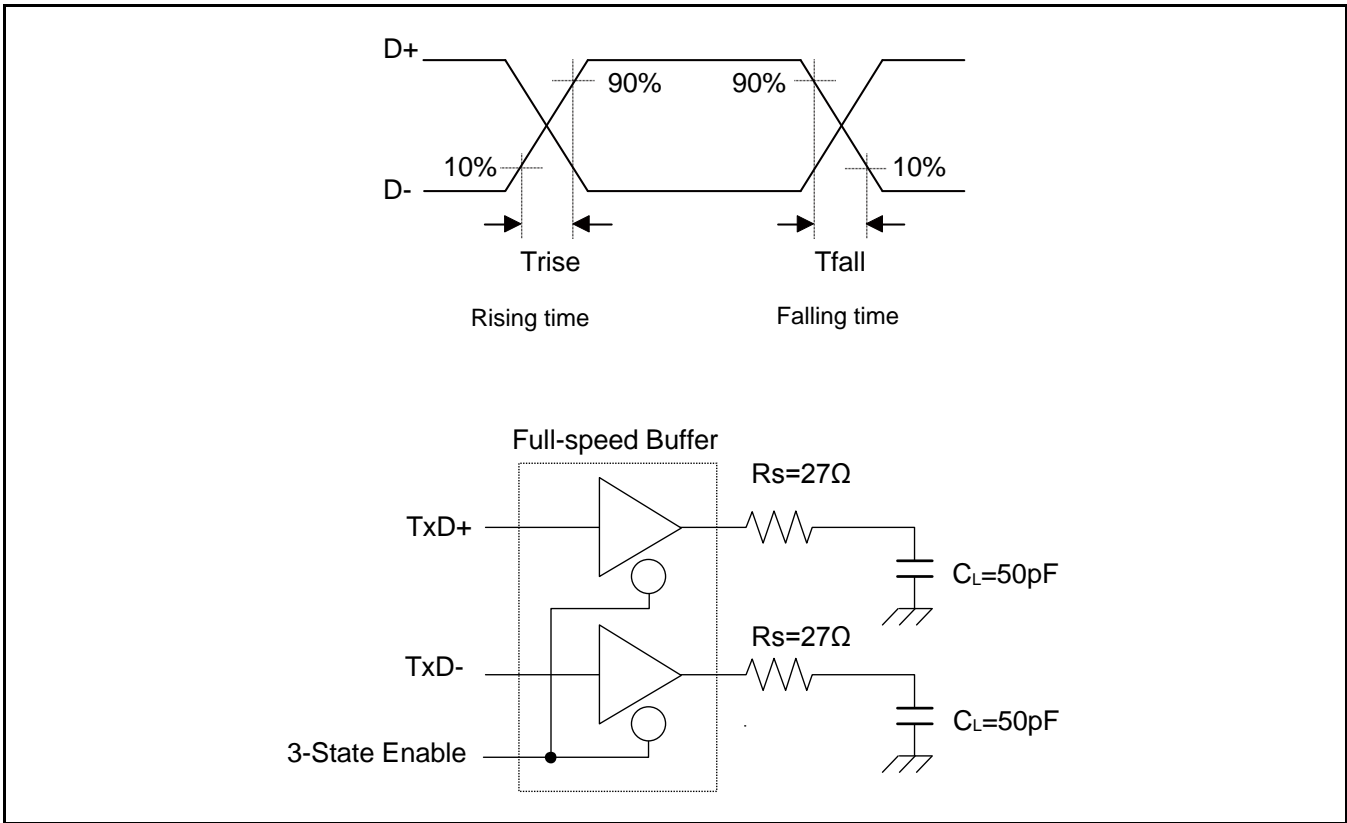 D+
90% 90%
10% 10%
D-
Trise Tfall
Rising time Falling time
Full-speed Buffer
Rs=27Ω
TxD+
CL=50pF
Rs=27Ω
TxD-
CL=50pF
3-State Enable